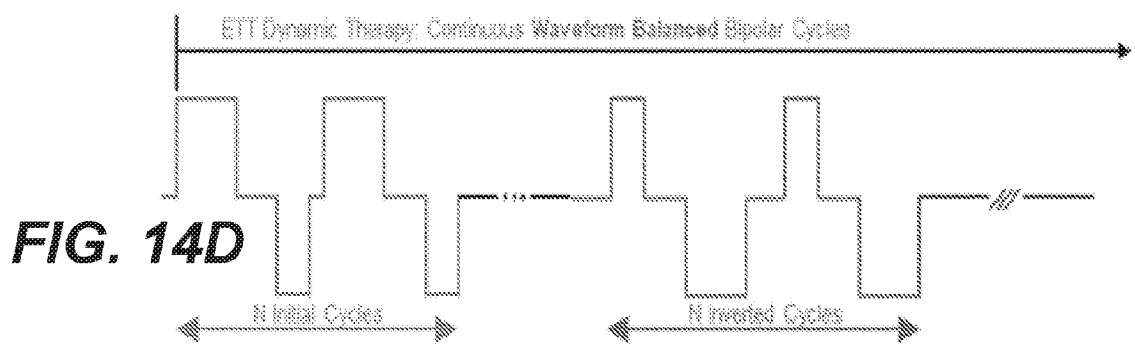 ETT Dynamic Therapy: Continuous Waveform Balanced Bipolar Cycles
FIG. 14D
N Initial Cycles
N Inverted Cycles